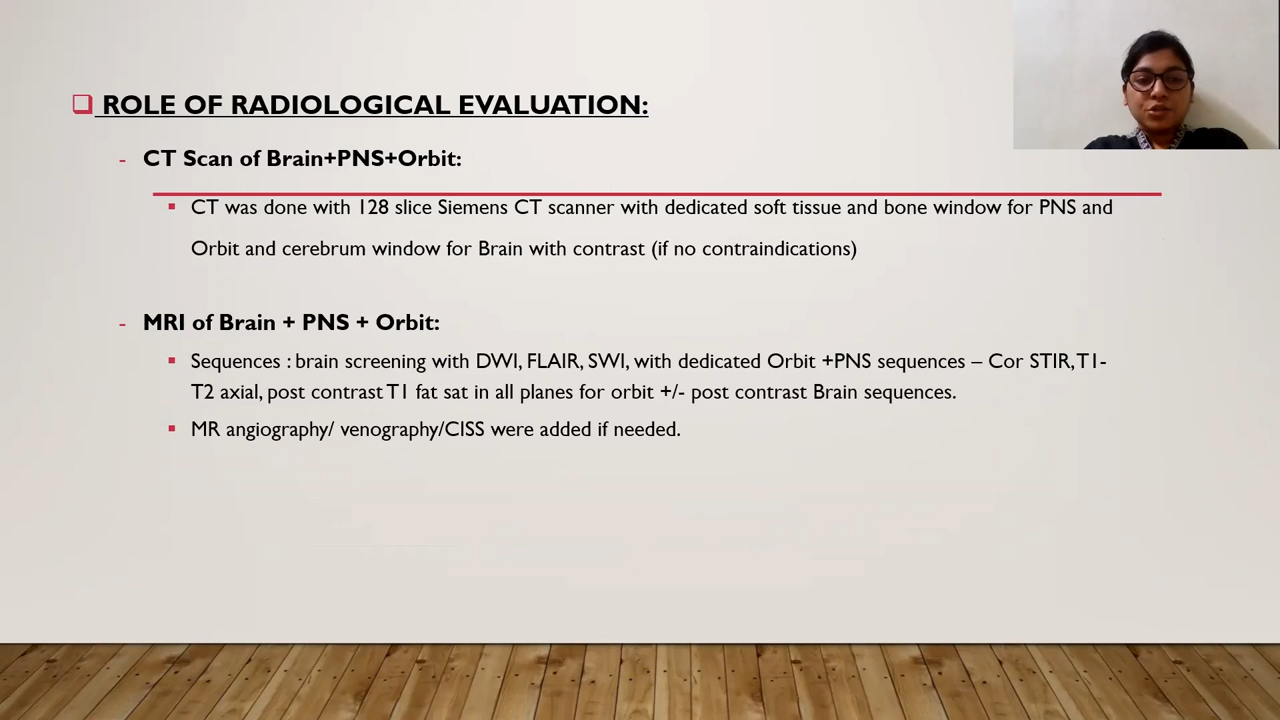 ROLE OF RADIOLOGICAL EVALUATION:
- CT Scan of Brain+PNS+Orbit:
▪ CT was done with 128 slice Siemens CT scanner with dedicated soft tissue and bone window for PNS and
Orbit and cerebrum window for Brain with contrast (if no contraindications)
- MRI of Brain + PNS + Orbit:
▪ Sequences : brain screening with DWI, FLAIR, SWI, with dedicated Orbit +PNS sequences – Cor STIR, T1-
T2 axial, post contrast T1 fat sat in all planes for orbit +/- post contrast Brain sequences.
▪ MR angiography/ venography/CISS were added if needed.